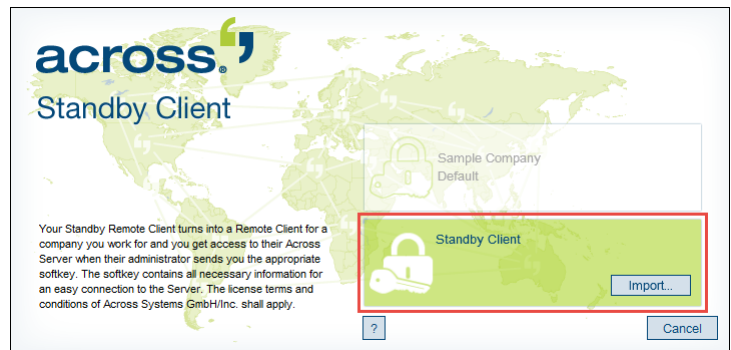 across
Standby Client
Sample Company
Default
Your Standby Remote Client turns into a Remote Client for a
company you work for and you get access to their Across
Server when their administrator sends you the appropriate
softkey. The softkey contains all necessary information for
an easy connection to the Server. The license terms and
conditions of Across Systems GmbH/Inc. shall apply.
Standby Client
Import...
?
Cancel